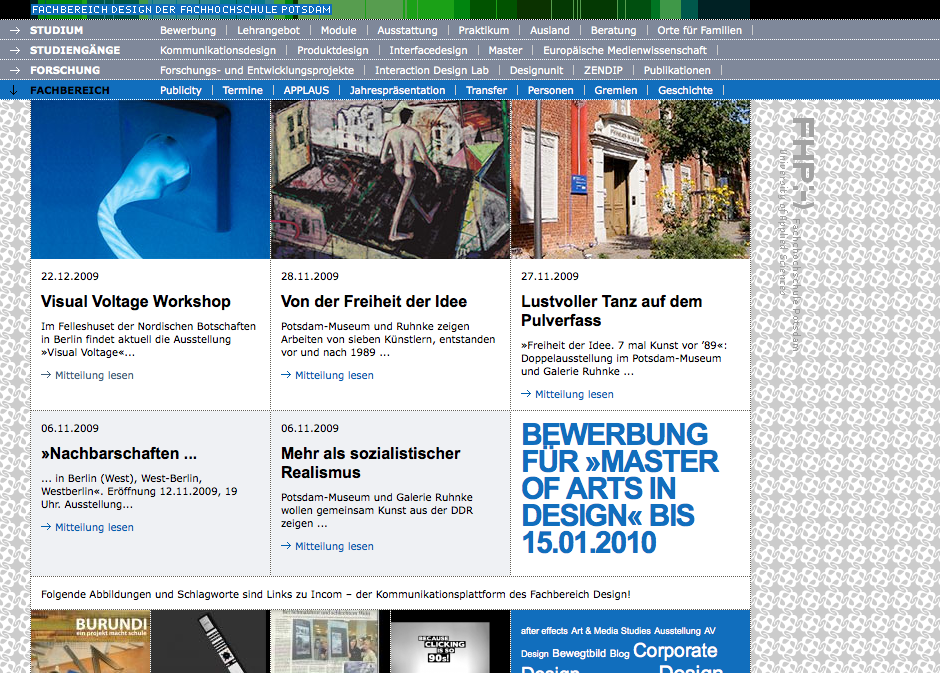 FACHBEREICH DESIGN DER FACHHOCHSCHULE POTSDAM
→ STUDIUM Bewerbung | Lehrangebot | Module | Ausstattung | Praktikum | Ausland | Beratung | Orte für Familien |
→ STUDIENGÄNGE Kommunikationsdesign | Produktdesign | Interfacedesign | Master | Europäische Medienwissenschaft |
→ FORSCHUNG Forschungs- und Entwicklungsprojekte | Interaction Design Lab | Designunit | ZENDIP | Publikationen |
↓ FACHBEREICH Publicity | Termine | APPLAUS | Jahrespräsentation | Transfer | Personen | Gremien | Geschichte |
FHP:)
Fachhochschule Potsdam
University of Applied Sciences
22.12.2009
Visual Voltage Workshop
Im Felleshuset der Nordischen Botschaften
in Berlin findet aktuell die Ausstellung
»Visual Voltage«...
→ Mitteilung lesen
28.11.2009
Von der Freiheit der Idee
Potsdam-Museum und Ruhnke zeigen
Arbeiten von sieben Künstlern, entstanden
vor und nach 1989 ...
→ Mitteilung lesen
27.11.2009
Lustvoller Tanz auf dem
Pulverfass
»Freiheit der Idee. 7 mal Kunst vor ’89«:
Doppelausstellung im Potsdam-Museum
und Galerie Ruhnke ...
→ Mitteilung lesen
06.11.2009
»Nachbarschaften ...
... in Berlin (West), West-Berlin,
Westberlin«. Eröffnung 12.11.2009, 19
Uhr. Ausstellung...
→ Mitteilung lesen
06.11.2009
Mehr als sozialistischer
Realismus
Potsdam-Museum und Galerie Ruhnke
wollen gemeinsam Kunst aus der DDR
zeigen ...
→ Mitteilung lesen
BEWERBUNG
FÜR »MASTER
OF ARTS IN
DESIGN« BIS
15.01.2010
Folgende Abbildungen und Schlagworte sind Links zu Incom – der Kommunikationsplattform des Fachbereich Design!
BURUNDI
ein projekt macht schule
BECAUSE
CLICKING
IS SO
90s!
after effects Art & Media Studies Ausstellung AV
Design Bewegtbild Blog Corporate
Design Design